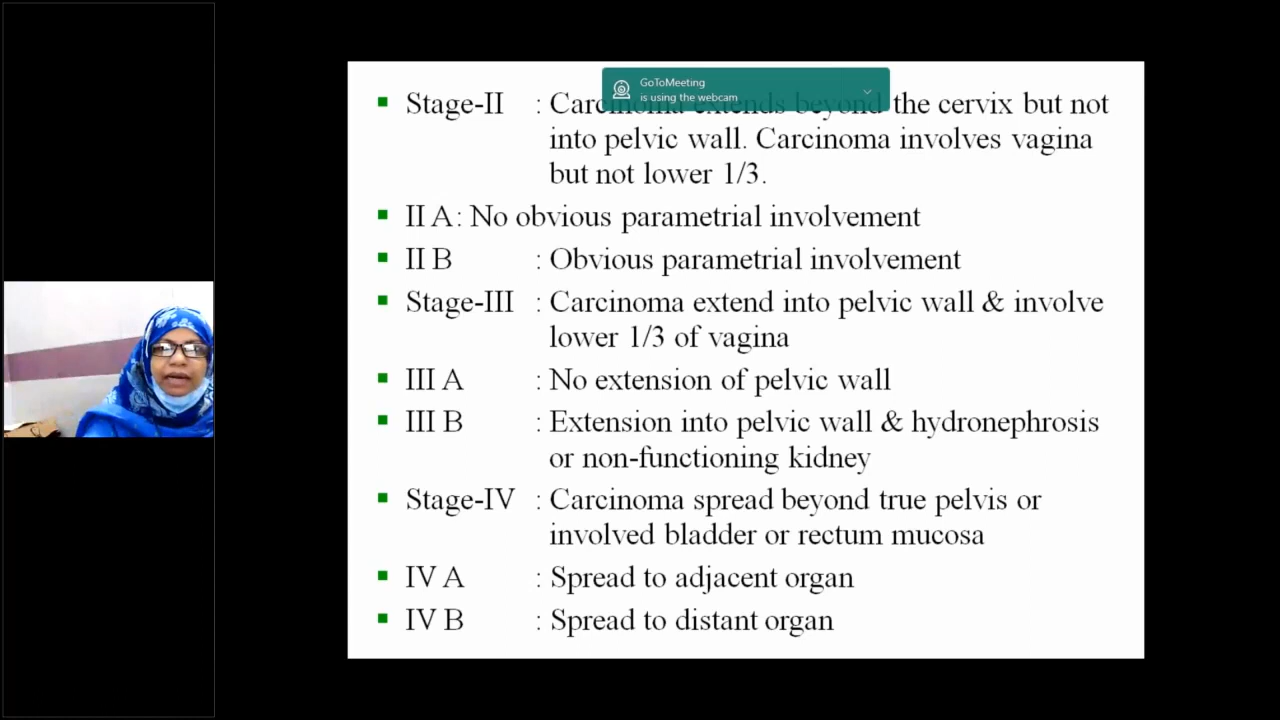 GoToMeeting
is using the webcam
Stage-II : Carcinoma extends beyond the cervix but not
into pelvic wall. Carcinoma involves vagina
but not lower 1/3.
II A : No obvious parametrial involvement
II B : Obvious parametrial involvement
Stage-III : Carcinoma extend into pelvic wall & involve
lower 1/3 of vagina
III A : No extension of pelvic wall
III B : Extension into pelvic wall & hydronephrosis
or non-functioning kidney
Stage-IV : Carcinoma spread beyond true pelvis or
involved bladder or rectum mucosa
IV A : Spread to adjacent organ
IV B : Spread to distant organ